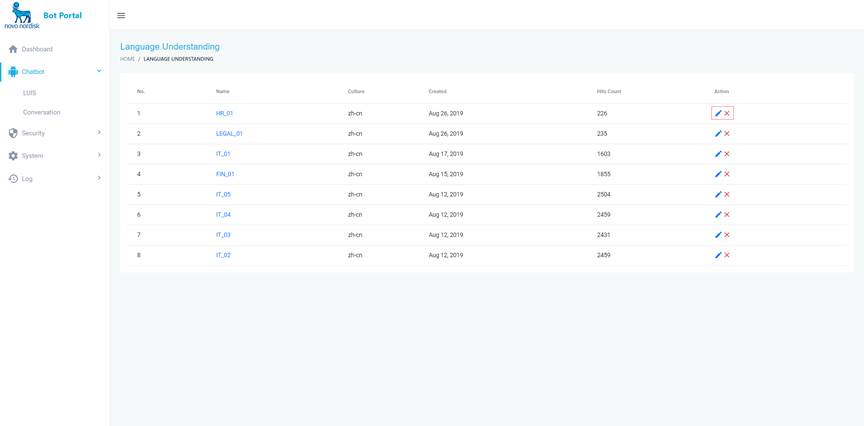 novo nordisk
Bot Portal
Dashboard
Chatbot
LUIS
Conversation
Security
System
Log
Language Understanding
HOME / LANGUAGE UNDERSTANDING
No. Name Culture Created Hits Count Action
1 HR_01 zh-cn Aug 26, 2019 226
2 LEGAL_01 zh-cn Aug 26, 2019 235
3 IT_01 zh-cn Aug 17, 2019 1603
4 FIN_01 zh-cn Aug 15, 2019 1855
5 IT_05 zh-cn Aug 12, 2019 2504
6 IT_04 zh-cn Aug 12, 2019 2459
7 IT_03 zh-cn Aug 12, 2019 2431
8 IT_02 zh-cn Aug 12, 2019 2459